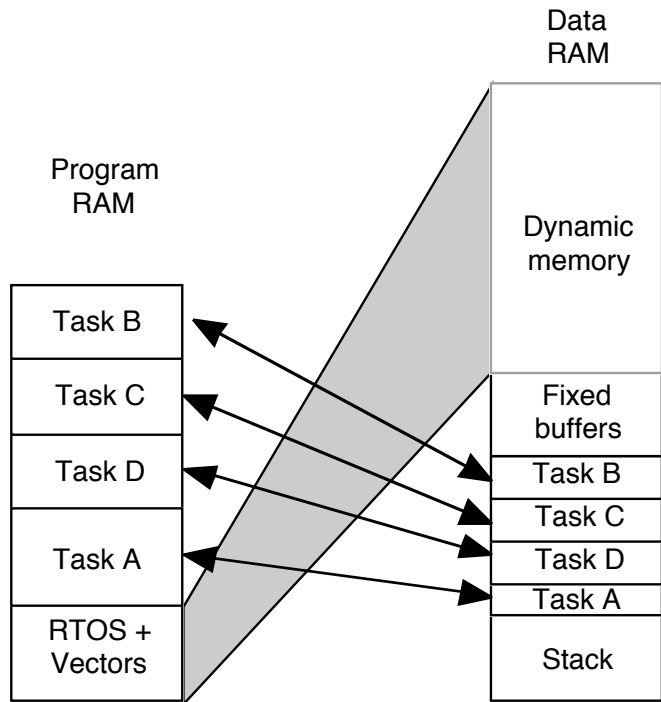 Data
RAM
Program
RAM
Dynamic
memory
Task B
Task C
Task D
Task A
RTOS +
Vectors
Fixed
buffers
Task B
Task C
Task D
Task A
Stack